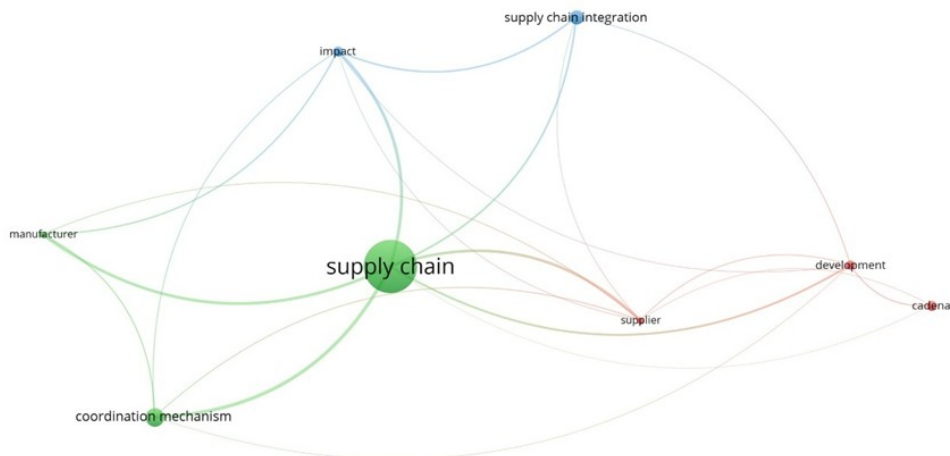 supply chain integration
impact
manufacturer
supply chain
development
cadena
supplier
coordination mechanism